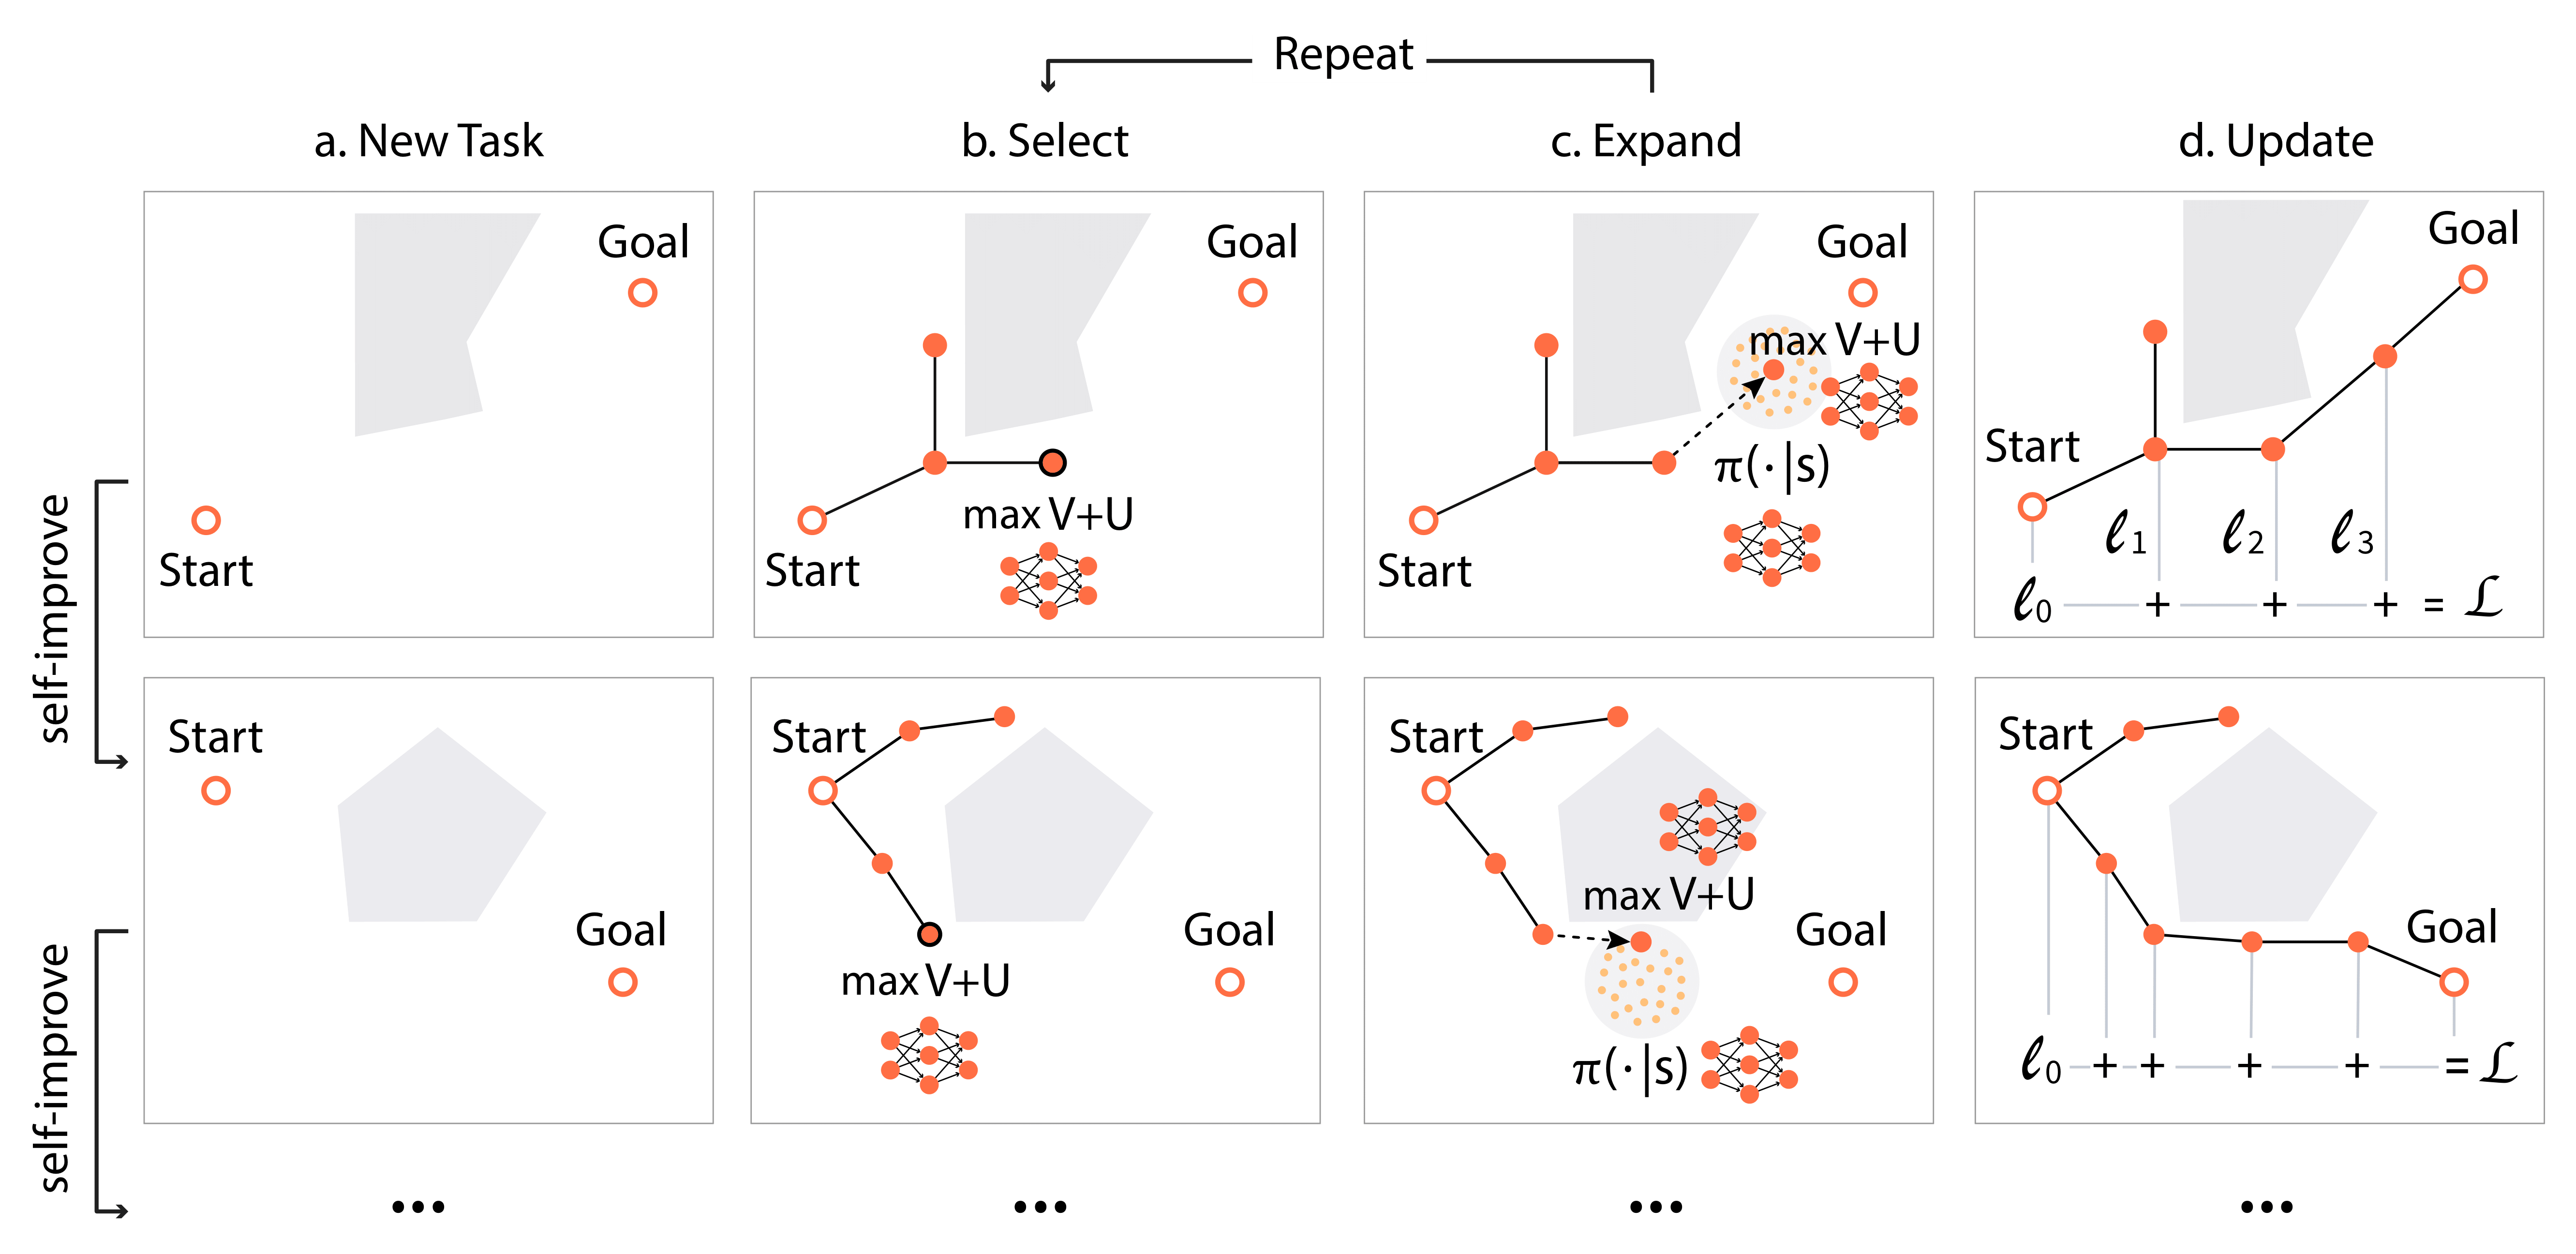 Repeat
a. New Task
b. Select
c. Expand
d. Update
self-improve
Goal
Start
Goal
max V+U
Start
Goal
max V+U
π(·|s)
Start
Goal
Start
ℓ1 ℓ2 ℓ3
ℓ0 + + + = ℒ
self-improve
Start
Goal
Start
Goal
max V+U
Start
max V+U
Goal
π(·|s)
Start
Goal
ℓ0 + + + + = ℒ
...
...
...
...